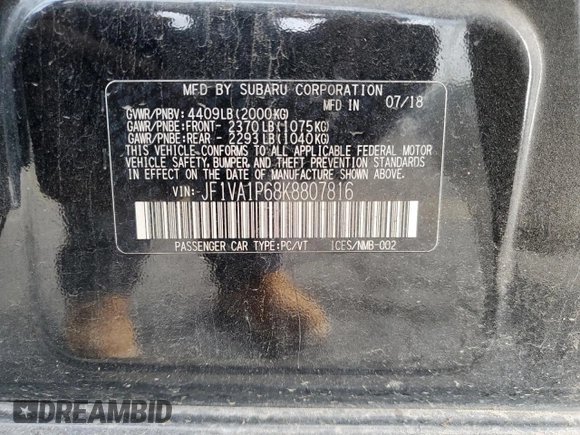 MFD BY SUBARU CORPORATION
MFD IN 07/18
GVWR/PNBV: 4409LB(2000KG)
GAWR/PNBE:FRONT- 2370LB(1075KG)
GAWR/PNBE:REAR - 2293LB(1040KG)
THIS VEHICLE CONFORMS TO ALL APPLICABLE FEDERAL MOTOR
VEHICLE SAFETY, BUMPER, AND THEFT PREVENTION STANDARDS
IN EFFECT ON THE DATE OF MANUFACTURE SHOWN ABOVE.
VIN: JF1VA1P68K8807816
PASSENGER CAR TYPE:PC/VT ICES/NMB-002
DREAMBID